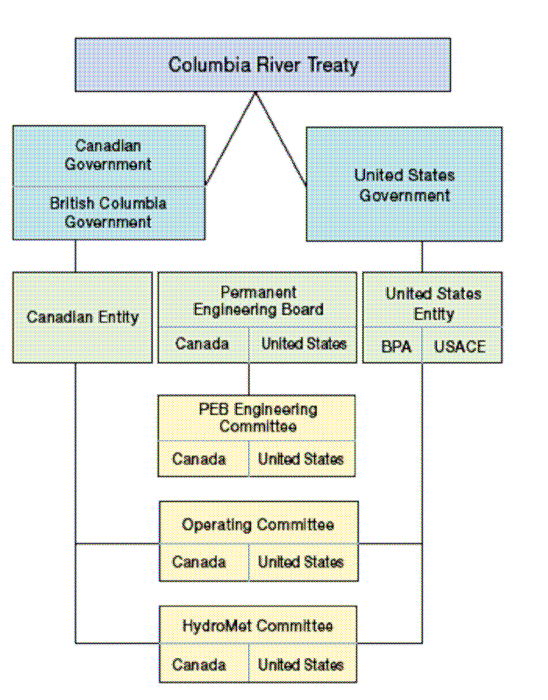 Columbia River Treaty
Canadian
Government
British Columbia
Government
United States
Government
Canadian Entity
Permanent
Engineering Board
Canada United States
United States
Entity
BPA USACE
PEB Engineering
Committee
Canada United States
Operating Committee
Canada United States
HydroMet Committee
Canada United States